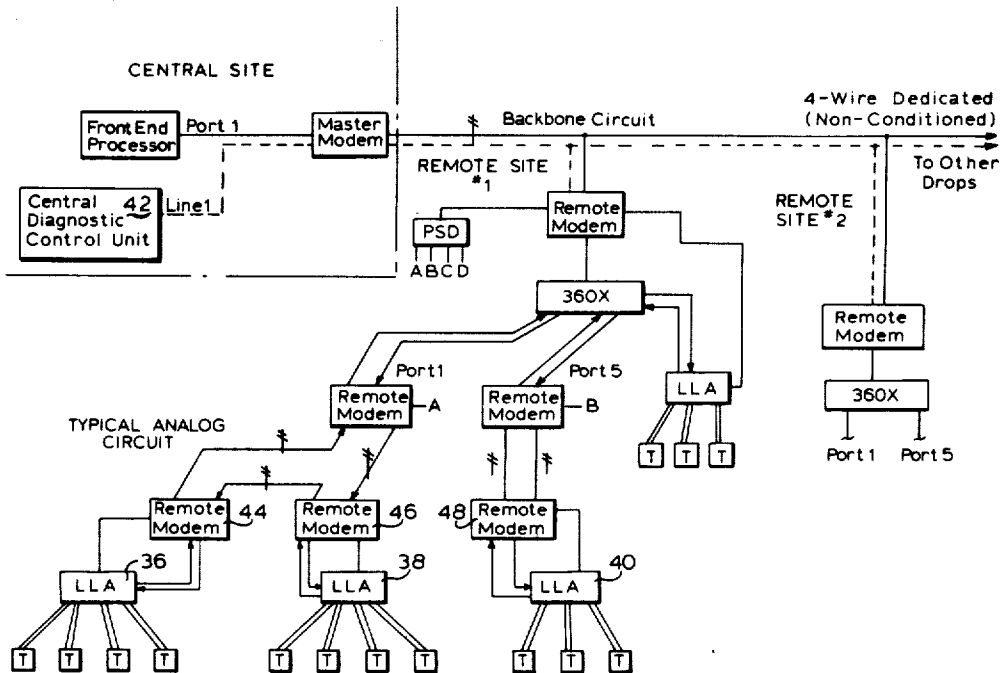 CENTRAL SITE
Front End
Processor
Port 1
Master
Modem
Backbone Circuit
4-Wire Dedicated
(Non-Conditioned)
To Other
Drops
Central 42
Diagnostic
Control Unit
Line1
REMOTE SITE
#1
REMOTE
SITE #2
PSD
A B C D
Remote
Modem
360X
Remote
Modem
360X
Port 1
Port 5
Port1
Remote
Modem
A
Port 5
Remote
Modem
B
LLA
T T T
TYPICAL ANALOG
CIRCUIT
Remote
Modem
44
Remote
Modem
46
48
Remote
Modem
36
LLA
38
LLA
40
LLA
T T T T
T T T T
T T T